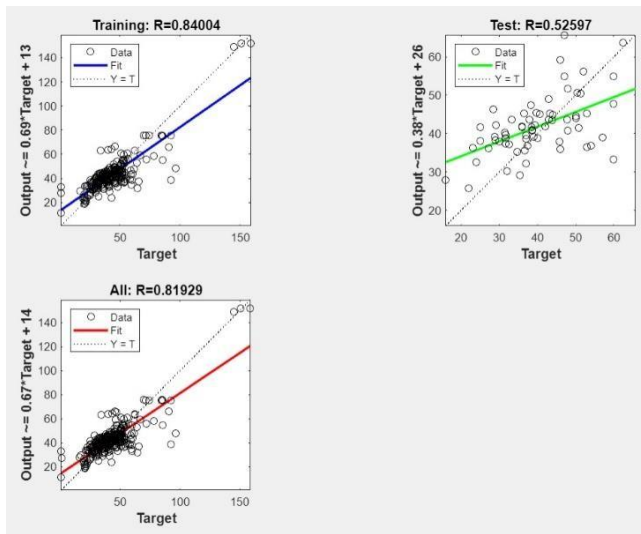 Training: R=0.84004
Output ~= 0.69*Target + 13
140
120
100
80
60
40
20
Data
Fit
Y = T
50 100 150
Target
Test: R=0.52597
Output ~= 0.38*Target + 26
60
50
40
30
20
Data
Fit
Y = T
20 30 40 50 60
Target
All: R=0.81929
Output ~= 0.67*Target + 14
140
120
100
80
60
40
20
Data
Fit
Y = T
50 100 150
Target